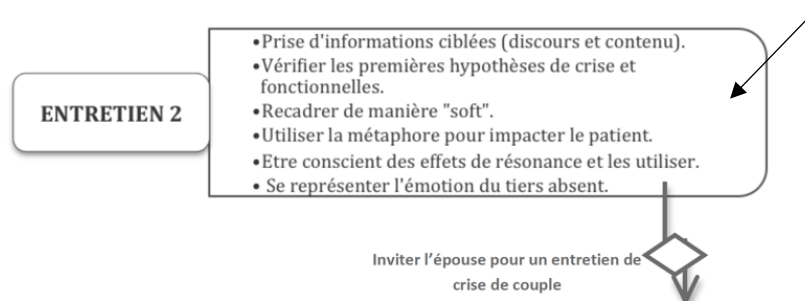 •Prise d'informations ciblées (discours et contenu).
•Vérifier les premières hypothèses de crise et
fonctionnelles.
•Recadrer de manière "soft".
ENTRETIEN 2
•Utiliser la métaphore pour impacter le patient.
•Etre conscient des effets de résonance et les utiliser.
• Se représenter l'émotion du tiers absent.
Inviter l'épouse pour un entretien de
crise de couple